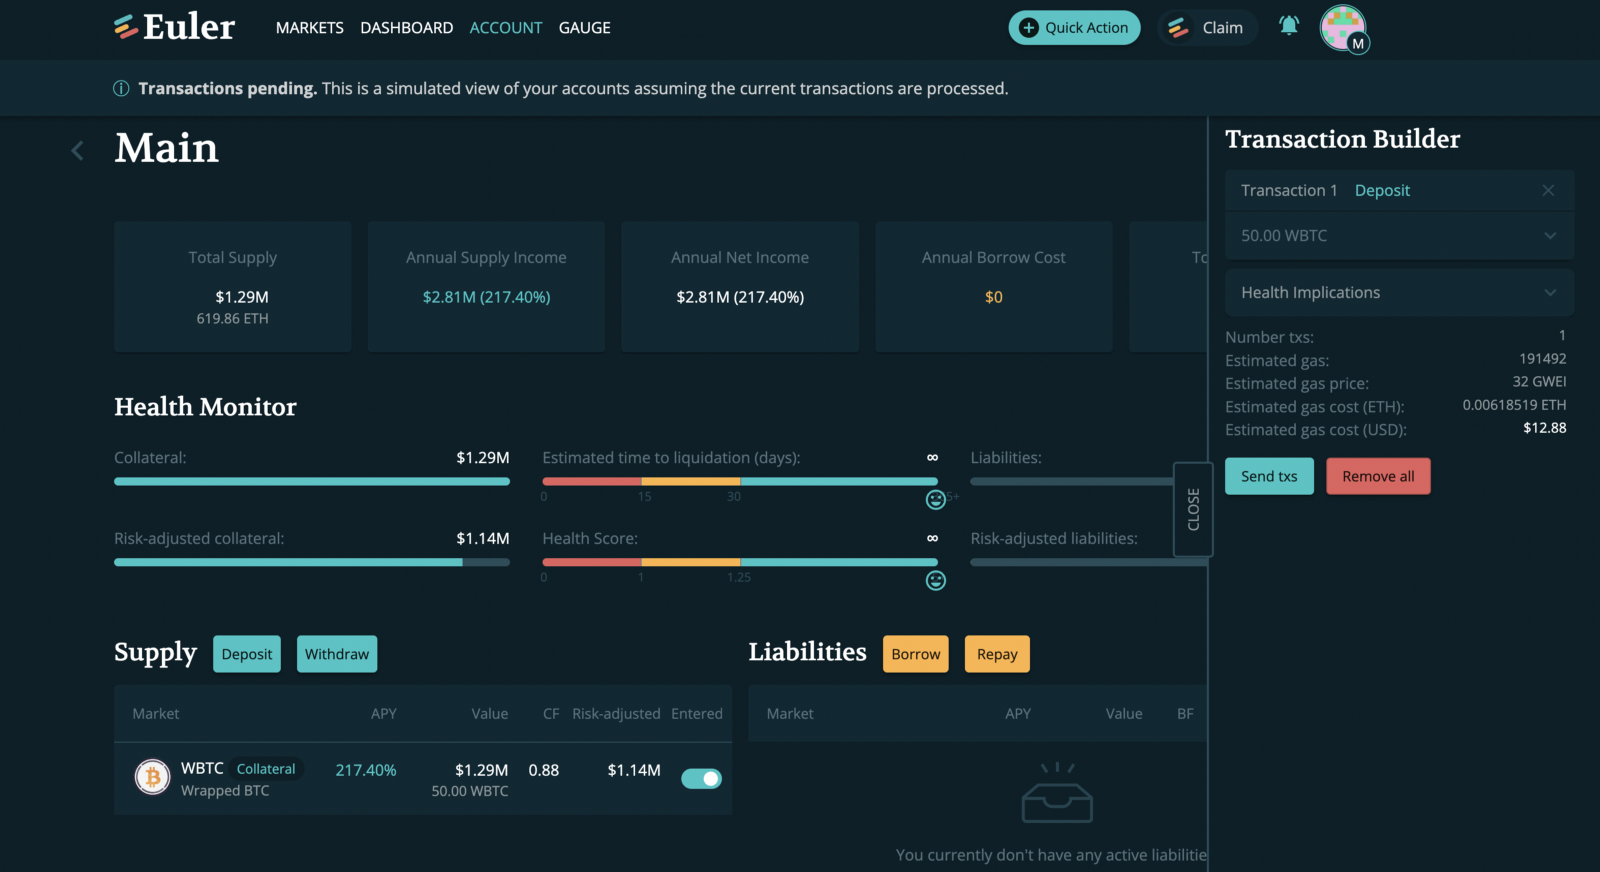 Euler
MARKETS DASHBOARD ACCOUNT GAUGE
Quick Action
Claim
M
Transactions pending. This is a simulated view of your accounts assuming the current transactions are processed.
Main
Total Supply
$1.29M
619.86 ETH
Annual Supply Income
$2.81M (217.40%)
Annual Net Income
$2.81M (217.40%)
Annual Borrow Cost
$0
Health Monitor
Collateral: $1.29M
Estimated time to liquidation (days): ∞
0 15 30 5+
Liabilities:
Risk-adjusted collateral: $1.14M
Health Score: ∞
0 1 1.25
Risk-adjusted liabilities:
Supply Deposit Withdraw
Market APY Value CF Risk-adjusted Entered
WBTC Collateral 217.40% $1.29M 0.88 $1.14M
Wrapped BTC 50.00 WBTC
Liabilities Borrow Repay
Market APY Value BF
You currently don't have any active liabilitie
CLOSE
Transaction Builder
Transaction 1 Deposit
50.00 WBTC
Health Implications
Number txs: 1
Estimated gas: 191492
Estimated gas price: 32 GWEI
Estimated gas cost (ETH): 0.00618519 ETH
Estimated gas cost (USD): $12.88
Send txs Remove all